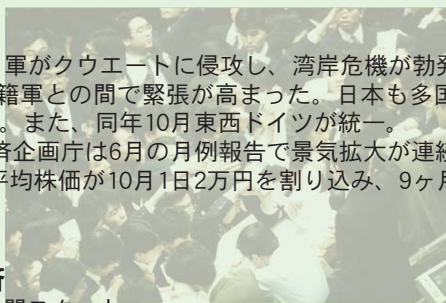 軍がクウエートに侵攻し、湾岸危機が勃発
籍軍との間で緊張が高まった。日本も多国
。また、同年10月東西ドイツが統一。
済企画庁は6月の月例報告で景気拡大が連続
平均株価が10月1日2万円を割り込み、9ヶ月